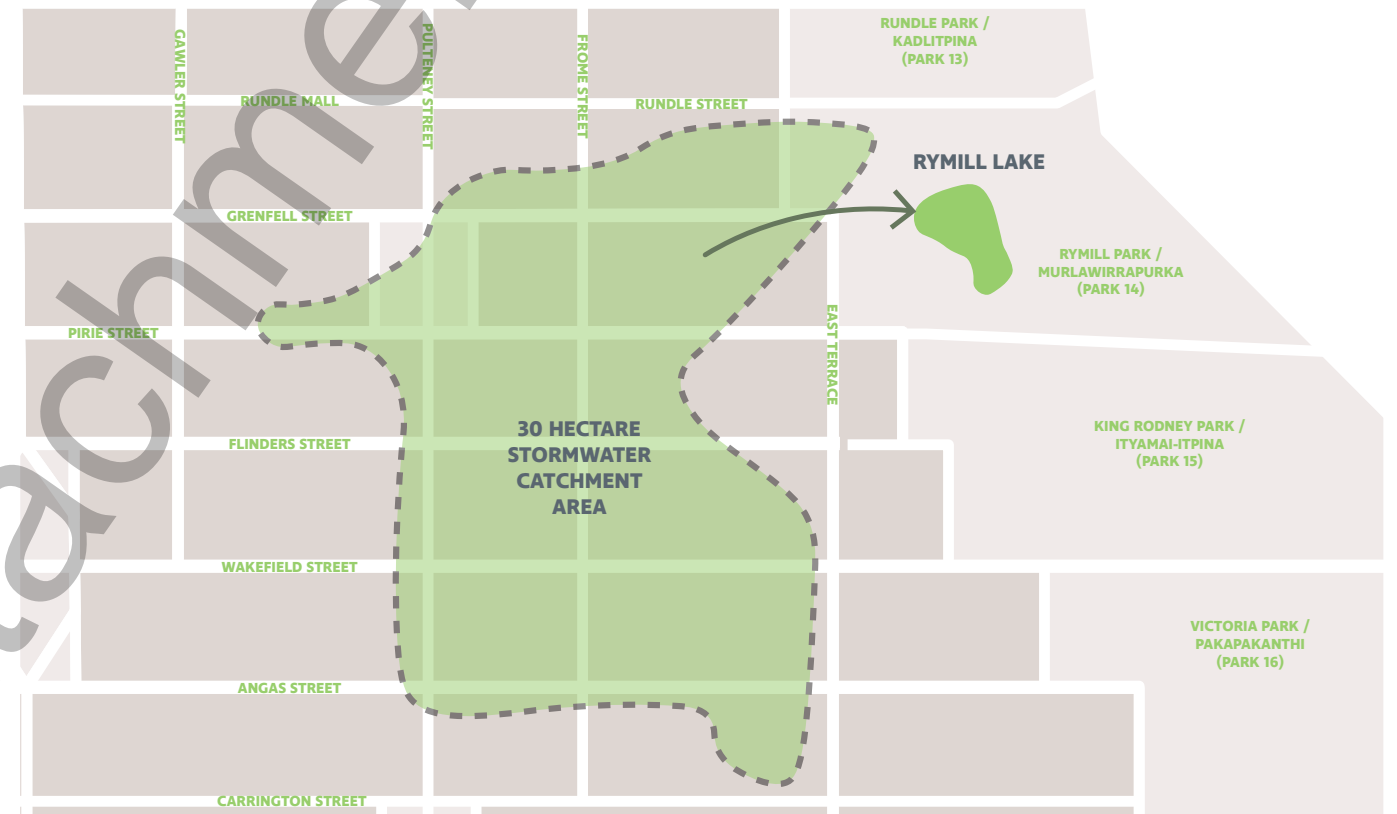 RUNDLE PARK /
KADLITPINA
(PARK 13)
GAWLER STREET
PULTENEY STREET
FROME STREET
RUNDLE MALL
RUNDLE STREET
RYMILL LAKE
GRENFELL STREET
RYMILL PARK /
MURLAWIRRAPURKA
(PARK 14)
PIRIE STREET
EAST TERRACE
30 HECTARE
STORMWATER
CATCHMENT
AREA
FLINDERS STREET
KING RODNEY PARK /
ITYAMAI-ITPINA
(PARK 15)
WAKEFIELD STREET
VICTORIA PARK /
PAKAPAKANTHI
(PARK 16)
ANGAS STREET
CARRINGTON STREET
achme